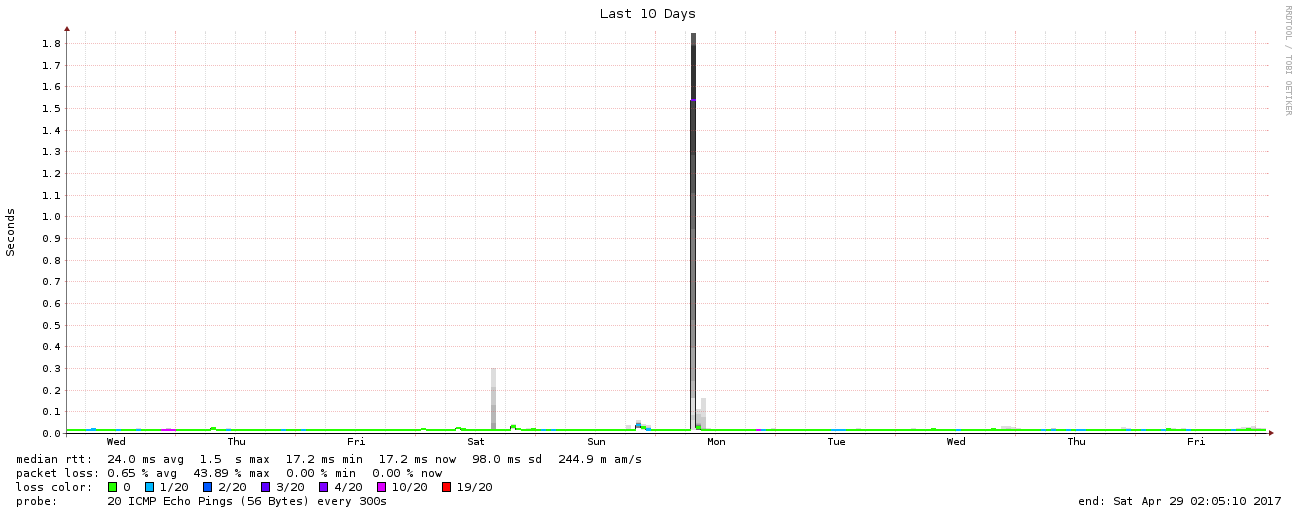 Last 10 Days
RRDTOOL / TOBI OETIKER
Seconds
1.8
1.7
1.6
1.5
1.4
1.3
1.2
1.1
1.0
0.9
0.8
0.7
0.6
0.5
0.4
0.3
0.2
0.1
0.0
Wed Thu Fri Sat Sun Mon Tue Wed Thu Fri
median rtt: 24.0 ms avg 1.5 s max 17.2 ms min 17.2 ms now 98.0 ms sd 244.9 m am/s
packet loss: 0.65 % avg 43.89 % max 0.00 % min 0.00 % now
loss color: 0 1/20 2/20 3/20 4/20 10/20 19/20
probe: 20 ICMP Echo Pings (56 Bytes) every 300s end: Sat Apr 29 02:05:10 2017